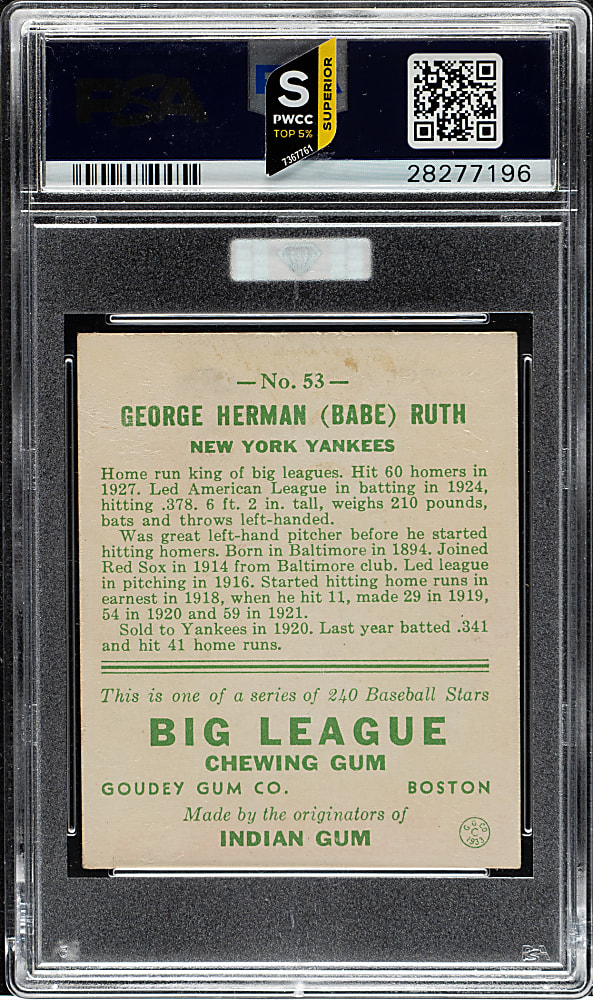 PSA
S
PWCC
TOP 5%
7367761
SUPERIOR
28277196
— No. 53 —
GEORGE HERMAN (BABE) RUTH
NEW YORK YANKEES
Home run king of big leagues. Hit 60 homers in
1927. Led American League in batting in 1924,
hitting .378. 6 ft. 2 in. tall, weighs 210 pounds,
bats and throws left-handed.
Was great left-hand pitcher before he started
hitting homers. Born in Baltimore in 1894. Joined
Red Sox in 1914 from Baltimore club. Led league
in pitching in 1916. Started hitting home runs in
earnest in 1918, when he hit 11, made 29 in 1919,
54 in 1920 and 59 in 1921.
Sold to Yankees in 1920. Last year batted .341
and hit 41 home runs.
This is one of a series of 240 Baseball Stars
BIG LEAGUE
CHEWING GUM
GOUDEY GUM CO. BOSTON
Made by the originators of
INDIAN GUM
G.G.CO
C
1933
PSA